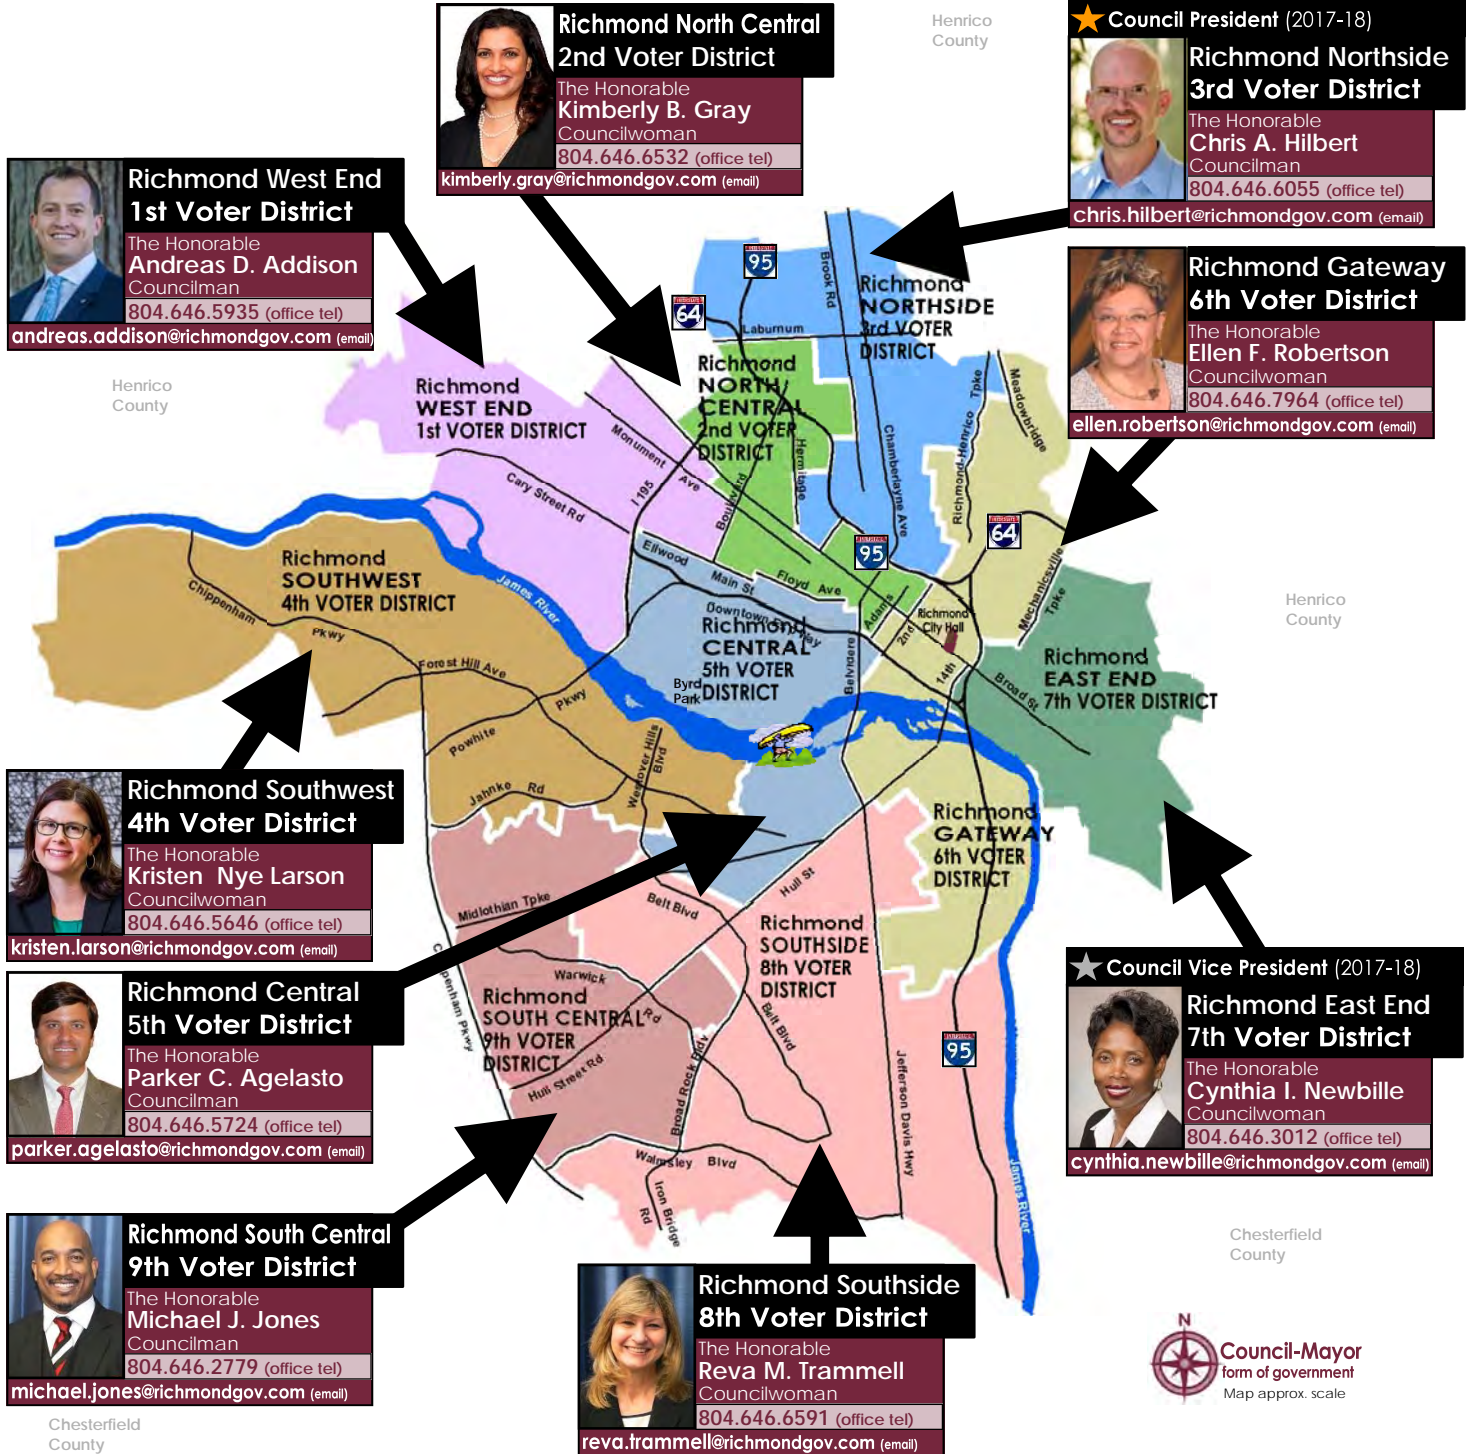 Richmond North Central
2nd Voter District
The Honorable
Kimberly B. Gray
Councilwoman
804.646.6532 (office tel)
kimberly.gray@richmondgov.com (email)
Henrico
County
Council President (2017-18)
Richmond Northside
3rd Voter District
The Honorable
Chris A. Hilbert
Councilman
804.646.6055 (office tel)
chris.hilbert@richmondgov.com (email)
Richmond West End
1st Voter District
The Honorable
Andreas D. Addison
Councilman
804.646.5935 (office tel)
andreas.addison@richmondgov.com (email)
Richmond Gateway
6th Voter District
The Honorable
Ellen F. Robertson
Councilwoman
804.646.7964 (office tel)
ellen.robertson@richmondgov.com (email)
Henrico
County
95
64
Brook Rd
Laburnum
Richmond
NORTHSIDE
3rd VOTER
DISTRICT
Richmond
NORTH
CENTRAL
2nd VOTER
DISTRICT
Richmond
WEST END
1st VOTER DISTRICT
Monument
Ave
Cary Street Rd
I 195
Boulevard
Hermitage
Chamberlayne Ave
Richmond-Henrico Tpke
Meadowbridge
64
95
Mechanicsville
Tpke
Henrico
County
Richmond
SOUTHWEST
4th VOTER DISTRICT
Chippenham
Pkwy
James River
Ellwood
Main St
Floyd Ave
Adams
2nd
Richmond
City Hall
14th
Downtown Exp Way
Richmond
CENTRAL
5th VOTER
DISTRICT
Belvidere
Byrd
Park
Richmond
EAST END
7th VOTER DISTRICT
Broad St
Forest Hill Ave
Powhite
Pkwy
Jahnke Rd
Westover Hills
Blvd
Richmond
GATEWAY
6th VOTER
DISTRICT
Richmond Southwest
4th Voter District
The Honorable
Kristen Nye Larson
Councilwoman
804.646.5646 (office tel)
kristen.larson@richmondgov.com (email)
Midlothian Tpke
Belt Blvd
Hull St
Richmond
SOUTHSIDE
8th VOTER
DISTRICT
Chippenham Pkwy
Warwick
Rd
Richmond
SOUTH CENTRAL
9th VOTER
DISTRICT
Hull Street Rd
Broad Rock Bldv
Belt Blvd
Jefferson Davis Hwy
95
Walmsley Blvd
Iron Bridge
Rd
James River
Richmond Central
5th Voter District
The Honorable
Parker C. Agelasto
Councilman
804.646.5724 (office tel)
parker.agelasto@richmondgov.com (email)
Council Vice President (2017-18)
Richmond East End
7th Voter District
The Honorable
Cynthia I. Newbille
Councilwoman
804.646.3012 (office tel)
cynthia.newbille@richmondgov.com (email)
Richmond South Central
9th Voter District
The Honorable
Michael J. Jones
Councilman
804.646.2779 (office tel)
michael.jones@richmondgov.com (email)
Chesterfield
County
Richmond Southside
8th Voter District
The Honorable
Reva M. Trammell
Councilwoman
804.646.6591 (office tel)
reva.trammell@richmondgov.com (email)
Chesterfield
County
N
Council-Mayor
form of government
Map approx. scale